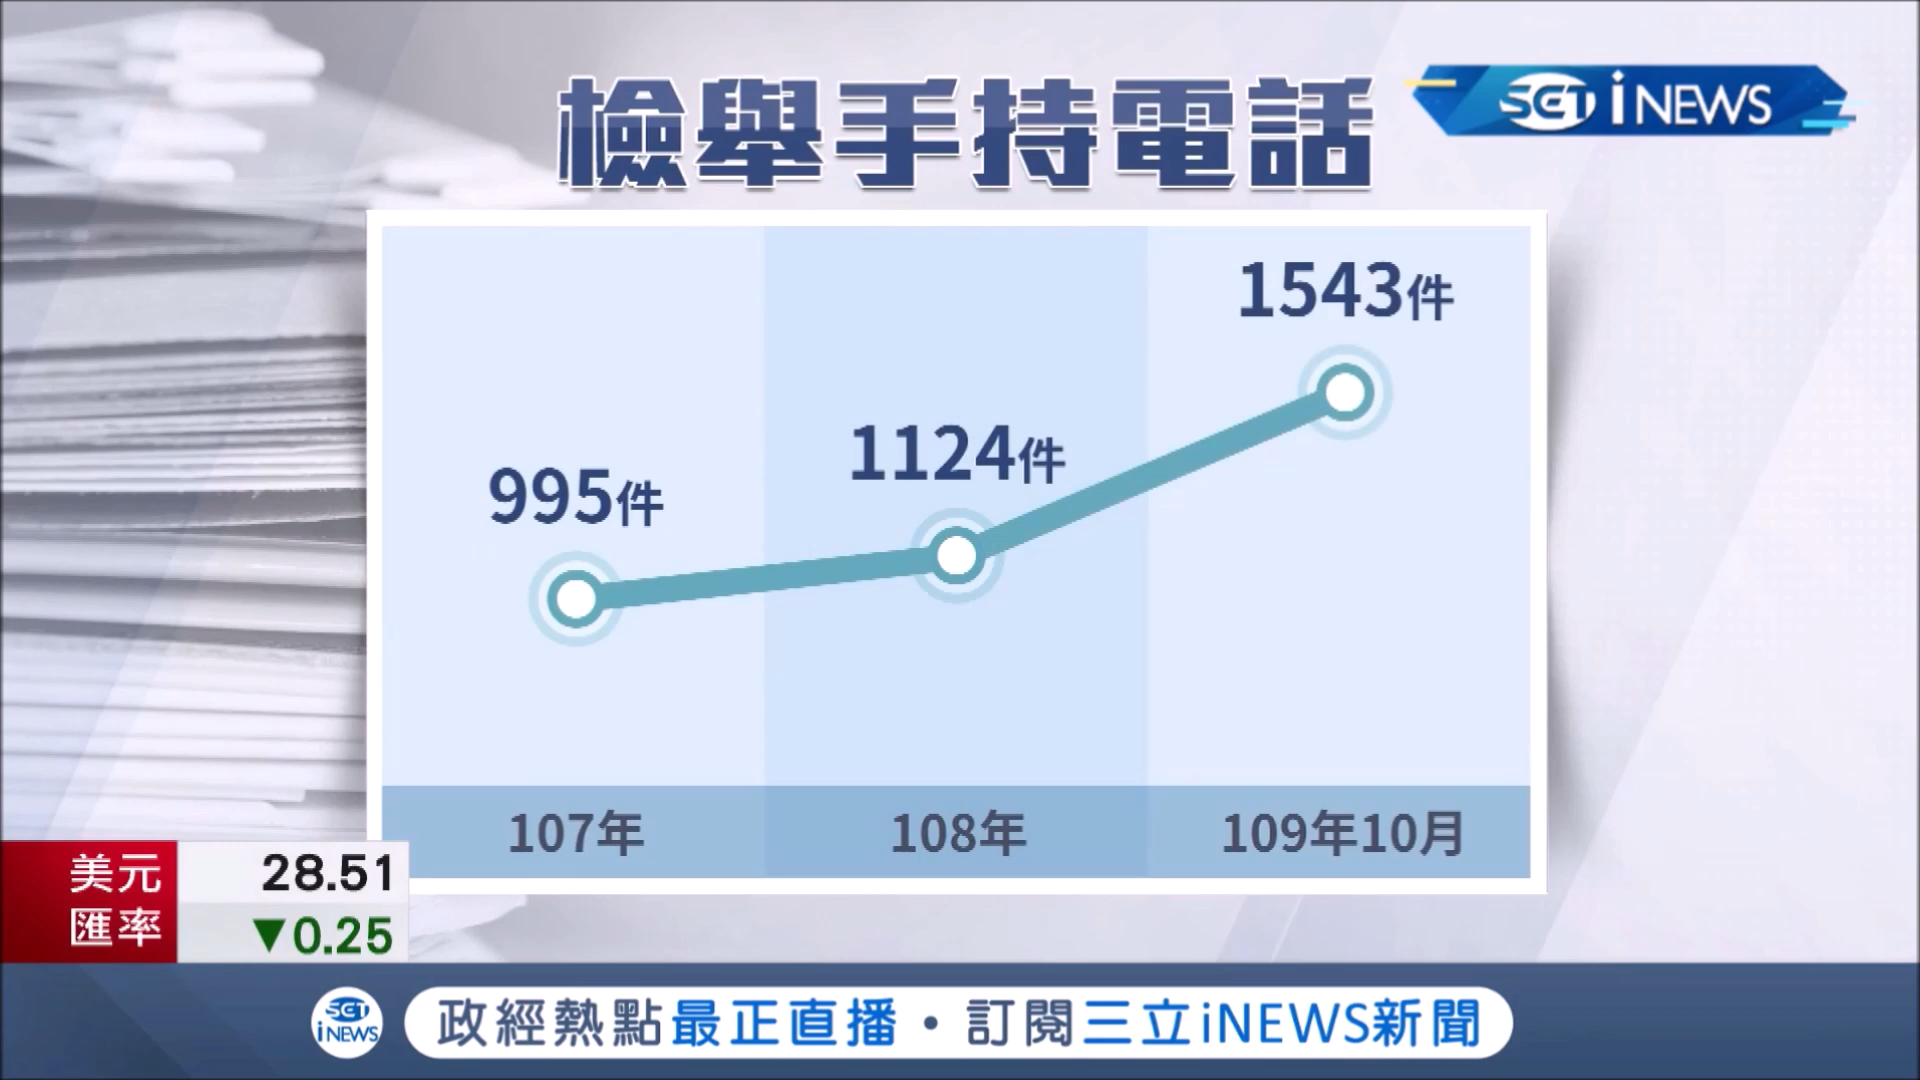 檢舉手持電話
SET iNEWS
1543件
1124件
995件
107年
108年
109年10月
美元
匯率
28.51
▼0.25
SET
iNEWS
政經熱點最正直播・訂閱三立iNEWS新聞